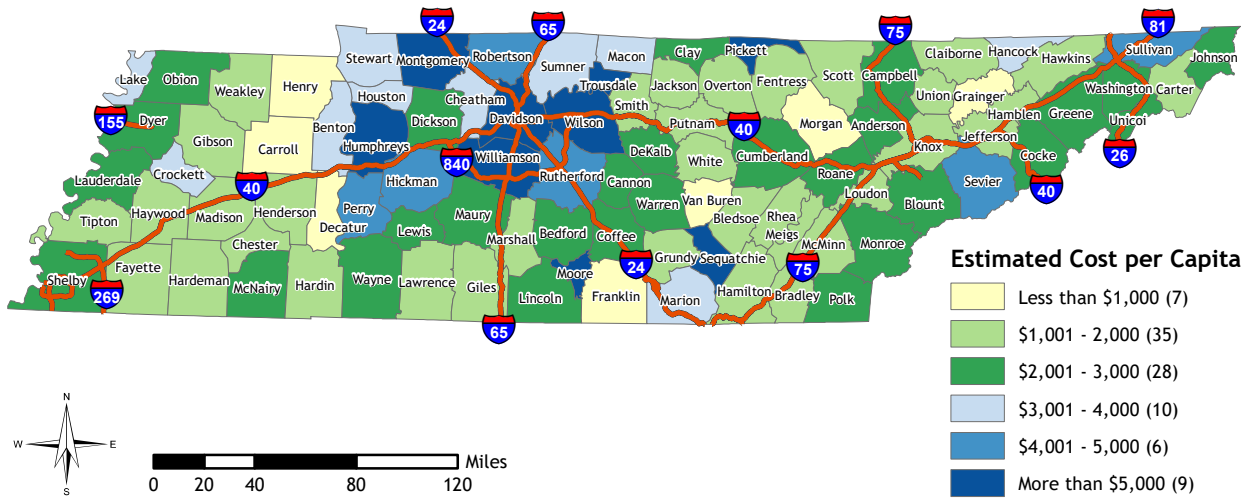 24
65
75
81
Stewart
Montgomery
Robertson
Sumner
Macon
Clay
Pickett
Claiborne
Hancock
Hawkins
Sullivan
Johnson
Lake
Obion
Weakley
Henry
Houston
Cheatham
Trousdale
Smith
Jackson
Overton
Fentress
Scott
Campbell
Union
Grainger
Washington
Carter
155
Dyer
Gibson
Carroll
Benton
Humphreys
Dickson
Davidson
Wilson
Putnam
40
Morgan
Anderson
Knox
Hamblen
Jefferson
Greene
Unicoi
26
Lauderdale
Crockett
40
840
Williamson
Hickman
Rutherford
DeKalb
White
Cumberland
Roane
Loudon
Blount
Sevier
Cocke
40
Tipton
Haywood
Madison
Henderson
Decatur
Perry
Lewis
Maury
Cannon
Warren
Van Buren
Bledsoe
Rhea
Meigs
McMinn
Monroe
Shelby
Fayette
Chester
Marshall
Bedford
Coffee
Grundy
Sequatchie
269
Hardeman
McNairy
Hardin
Wayne
Lawrence
Giles
Lincoln
Moore
Franklin
24
Marion
Hamilton
75
Bradley
Polk
65
Estimated Cost per Capita
Less than $1,000 (7)
$1,001 - 2,000 (35)
$2,001 - 3,000 (28)
$3,001 - 4,000 (10)
$4,001 - 5,000 (6)
More than $5,000 (9)
N
W
E
S
Miles
0 20 40 80 120